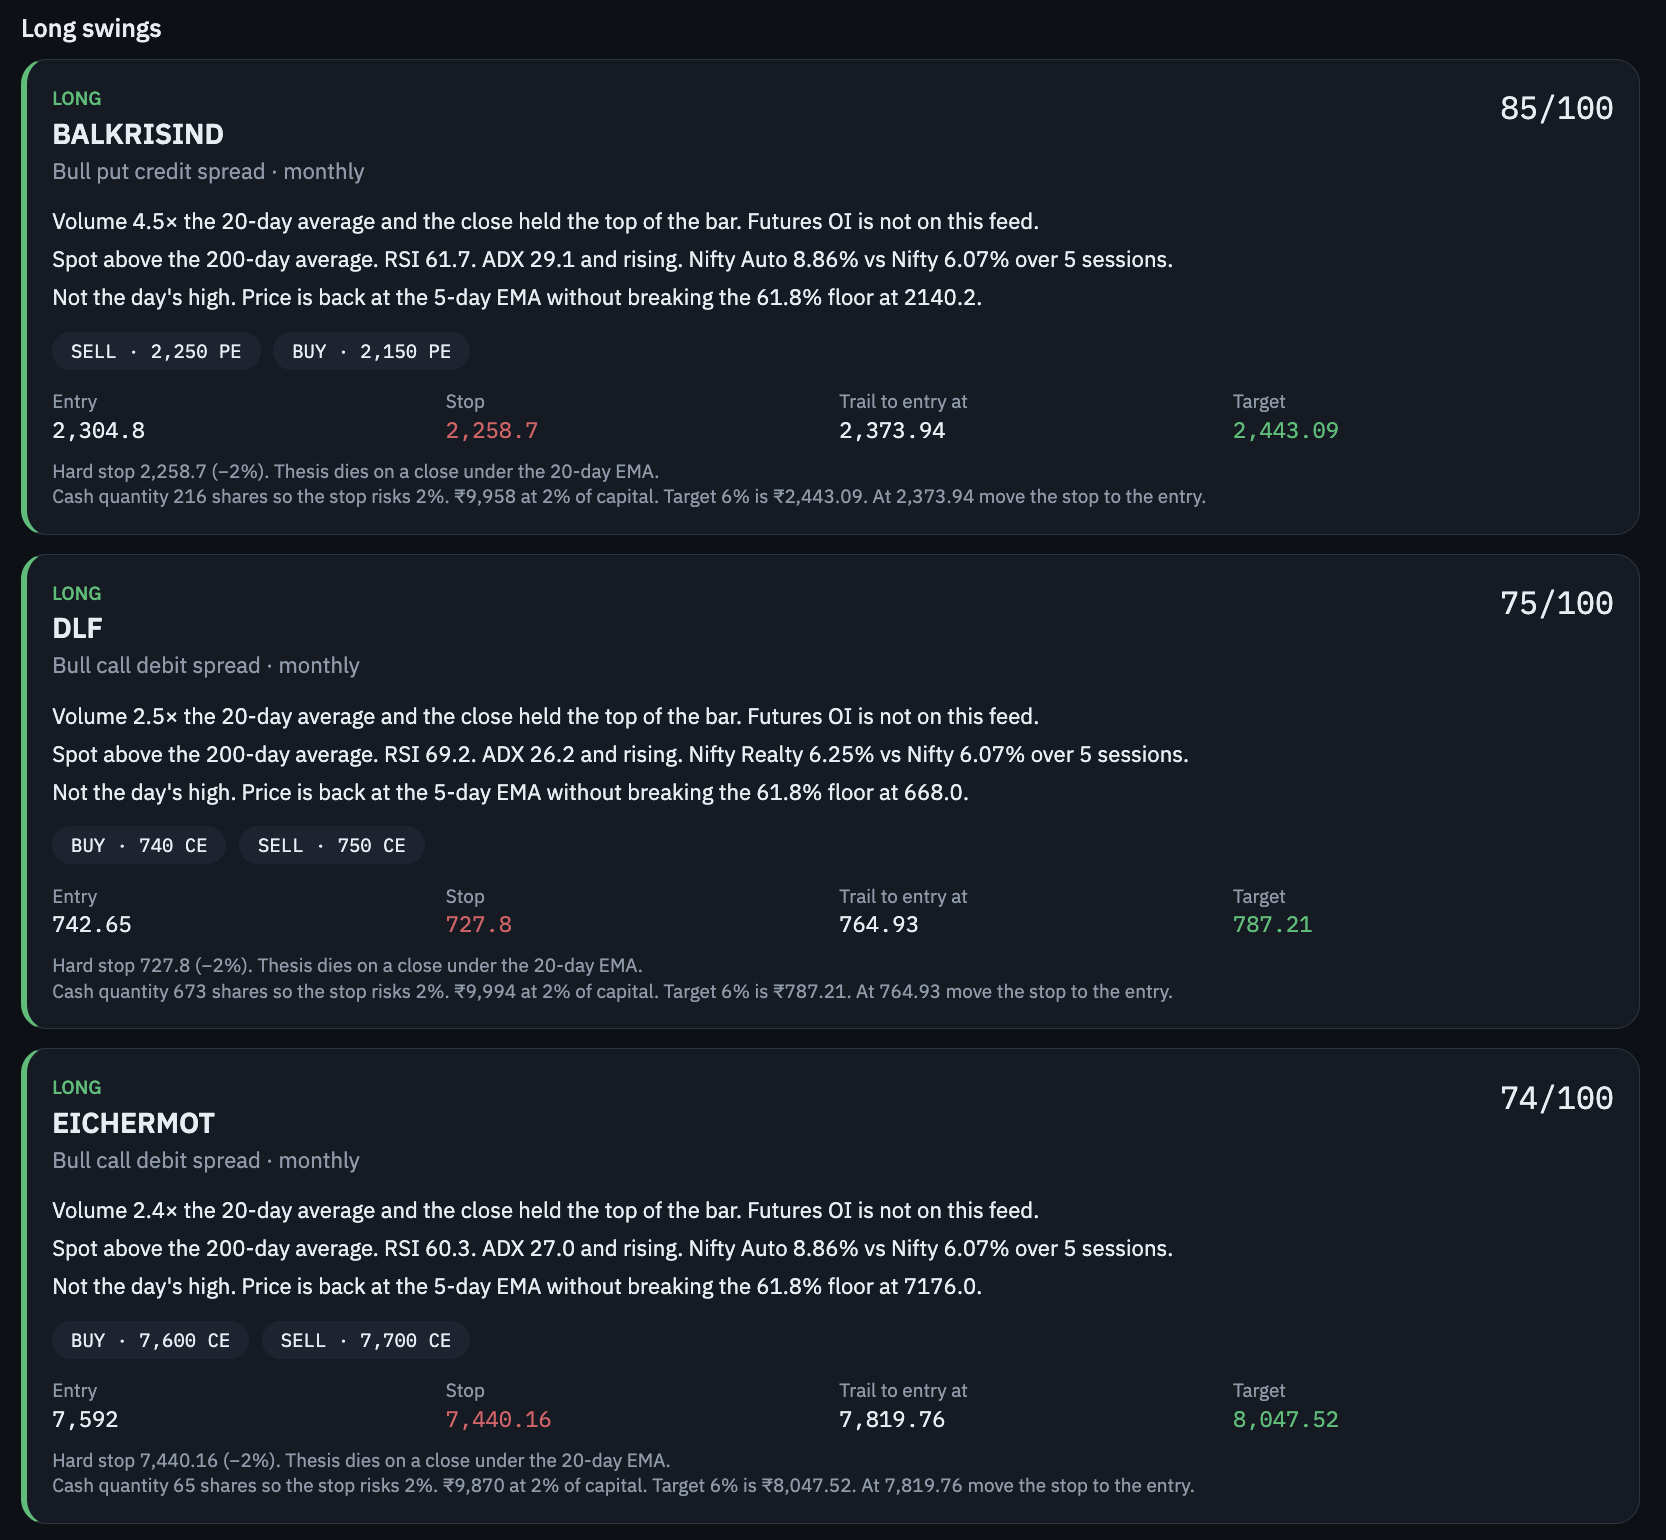 Long swings
LONG
85/100
BALKRISIND
Bull put credit spread · monthly
Volume 4.5× the 20-day average and the close held the top of the bar. Futures OI is not on this feed.
Spot above the 200-day average. RSI 61.7. ADX 29.1 and rising. Nifty Auto 8.86% vs Nifty 6.07% over 5 sessions.
Not the day's high. Price is back at the 5-day EMA without breaking the 61.8% floor at 2140.2.
SELL · 2,250 PE BUY · 2,150 PE
Entry Stop Trail to entry at Target
2,304.8 2,258.7 2,373.94 2,443.09
Hard stop 2,258.7 (−2%). Thesis dies on a close under the 20-day EMA.
Cash quantity 216 shares so the stop risks 2%. ₹9,958 at 2% of capital. Target 6% is ₹2,443.09. At 2,373.94 move the stop to the entry.
LONG
75/100
DLF
Bull call debit spread · monthly
Volume 2.5× the 20-day average and the close held the top of the bar. Futures OI is not on this feed.
Spot above the 200-day average. RSI 69.2. ADX 26.2 and rising. Nifty Realty 6.25% vs Nifty 6.07% over 5 sessions.
Not the day's high. Price is back at the 5-day EMA without breaking the 61.8% floor at 668.0.
BUY · 740 CE SELL · 750 CE
Entry Stop Trail to entry at Target
742.65 727.8 764.93 787.21
Hard stop 727.8 (−2%). Thesis dies on a close under the 20-day EMA.
Cash quantity 673 shares so the stop risks 2%. ₹9,994 at 2% of capital. Target 6% is ₹787.21. At 764.93 move the stop to the entry.
LONG
74/100
EICHERMOT
Bull call debit spread · monthly
Volume 2.4× the 20-day average and the close held the top of the bar. Futures OI is not on this feed.
Spot above the 200-day average. RSI 60.3. ADX 27.0 and rising. Nifty Auto 8.86% vs Nifty 6.07% over 5 sessions.
Not the day's high. Price is back at the 5-day EMA without breaking the 61.8% floor at 7176.0.
BUY · 7,600 CE SELL · 7,700 CE
Entry Stop Trail to entry at Target
7,592 7,440.16 7,819.76 8,047.52
Hard stop 7,440.16 (−2%). Thesis dies on a close under the 20-day EMA.
Cash quantity 65 shares so the stop risks 2%. ₹9,870 at 2% of capital. Target 6% is ₹8,047.52. At 7,819.76 move the stop to the entry.